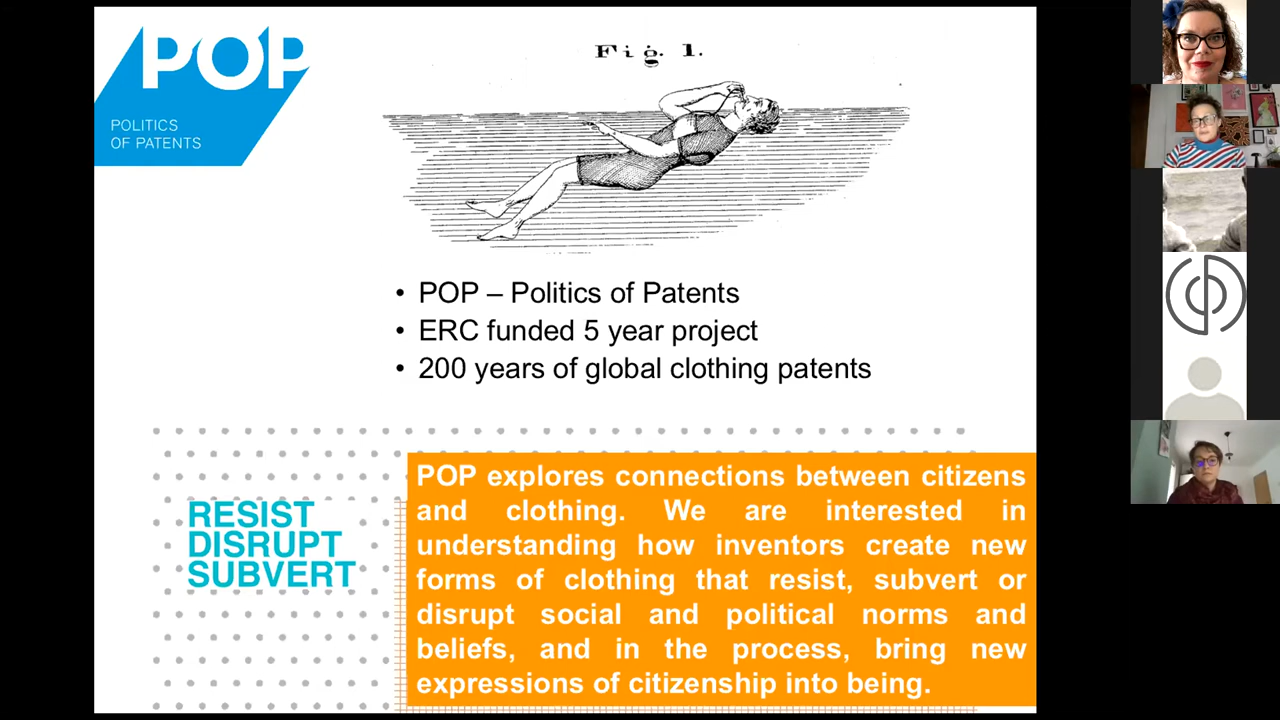 POP
POLITICS
OF PATENTS
Fig. 1.
• POP – Politics of Patents
• ERC funded 5 year project
• 200 years of global clothing patents
RESIST
DISRUPT
SUBVERT
POP explores connections between citizens
and clothing. We are interested in
understanding how inventors create new
forms of clothing that resist, subvert or
disrupt social and political norms and
beliefs, and in the process, bring new
expressions of citizenship into being.